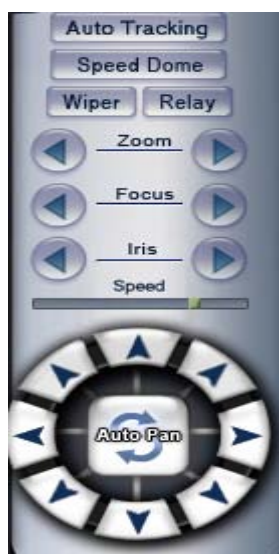 Auto Tracking
Speed Dome
Wiper Relay
Zoom
Focus
Iris
Speed
Auto Pan